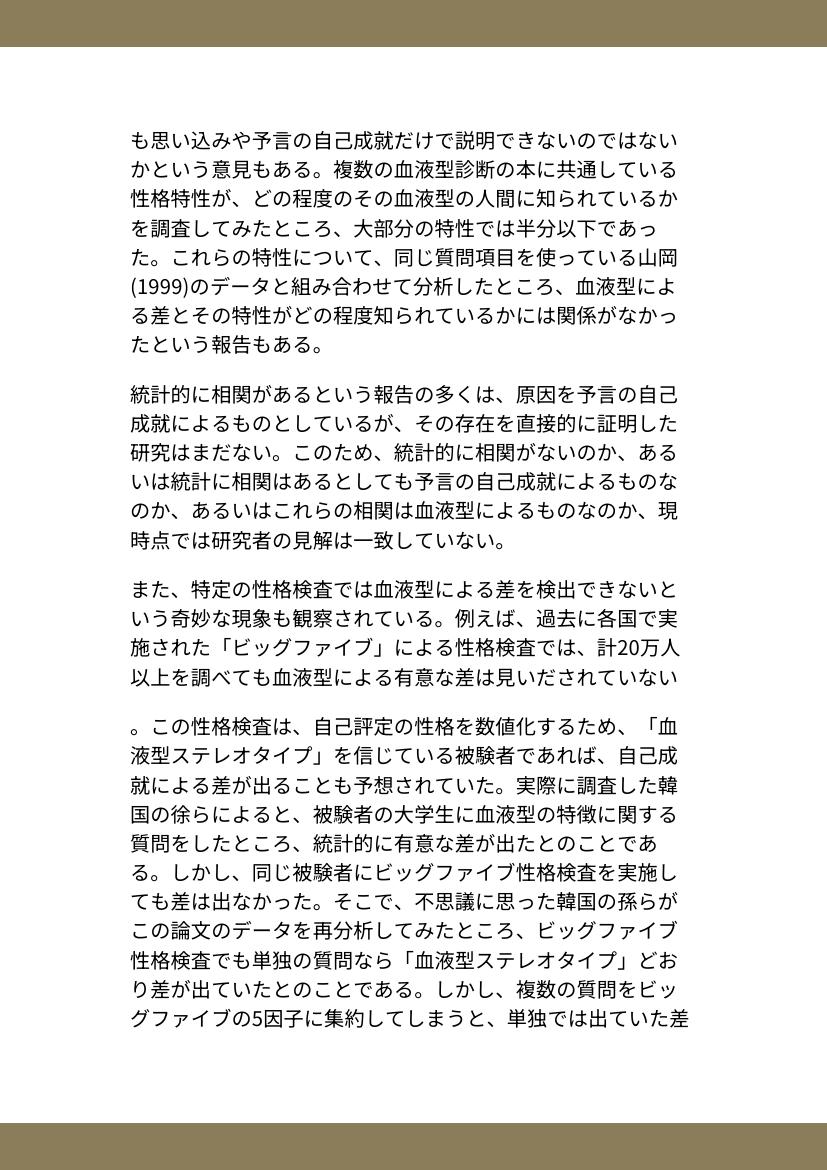 も思い込みや予言の自己成就だけで説明できないのではない
かという意見もある。複数の血液型診断の本に共通している
性格特性が、どの程度のその血液型の人間に知られているか
を調査してみたところ、大部分の特性では半分以下であっ
た。これらの特性について、同じ質問項目を使っている山岡
(1999)のデータと組み合わせて分析したところ、血液型によ
る差とその特性がどの程度知られているかには関係がなかっ
たという報告もある。
統計的に相関があるという報告の多くは、原因を予言の自己
成就によるものとしているが、その存在を直接的に証明した
研究はまだない。このため、統計的に相関がないのか、ある
いは統計に相関はあるとしても予言の自己成就によるものな
のか、あるいはこれらの相関は血液型によるものなのか、現
時点では研究者の見解は一致していない。
また、特定の性格検査では血液型による差を検出できないと
いう奇妙な現象も観察されている。例えば、過去に各国で実
施された「ビッグファイブ」による性格検査では、計20万人
以上を調べても血液型による有意な差は見いだされていない
。この性格検査は、自己評定の性格を数値化するため、「血
液型ステレオタイプ」を信じている被験者であれば、自己成
就による差が出ることも予想されていた。実際に調査した韓
国の徐らによると、被験者の大学生に血液型の特徴に関する
質問をしたところ、統計的に有意な差が出たとのことであ
る。しかし、同じ被験者にビッグファイブ性格検査を実施し
ても差は出なかった。そこで、不思議に思った韓国の孫らが
この論文のデータを再分析してみたところ、ビッグファイブ
性格検査でも単独の質問なら「血液型ステレオタイプ」どお
り差が出ていたとのことである。しかし、複数の質問をビッ
グファイブの5因子に集約してしまうと、単独では出ていた差